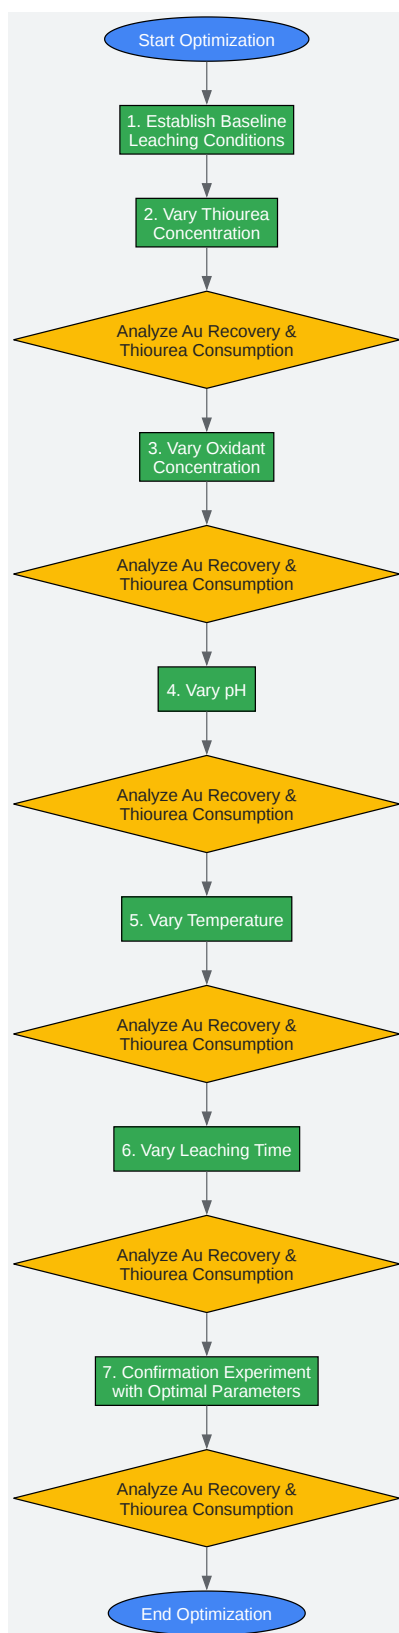 Start Optimization
1. Establish Baseline
Leaching Conditions
2. Vary Thiourea
Concentration
Analyze Au Recovery &
Thiourea Consumption
3. Vary Oxidant
Concentration
Analyze Au Recovery &
Thiourea Consumption
4. Vary pH
Analyze Au Recovery &
Thiourea Consumption
5. Vary Temperature
Analyze Au Recovery &
Thiourea Consumption
6. Vary Leaching Time
Analyze Au Recovery &
Thiourea Consumption
7. Confirmation Experiment
with Optimal Parameters
Analyze Au Recovery &
Thiourea Consumption
End Optimization